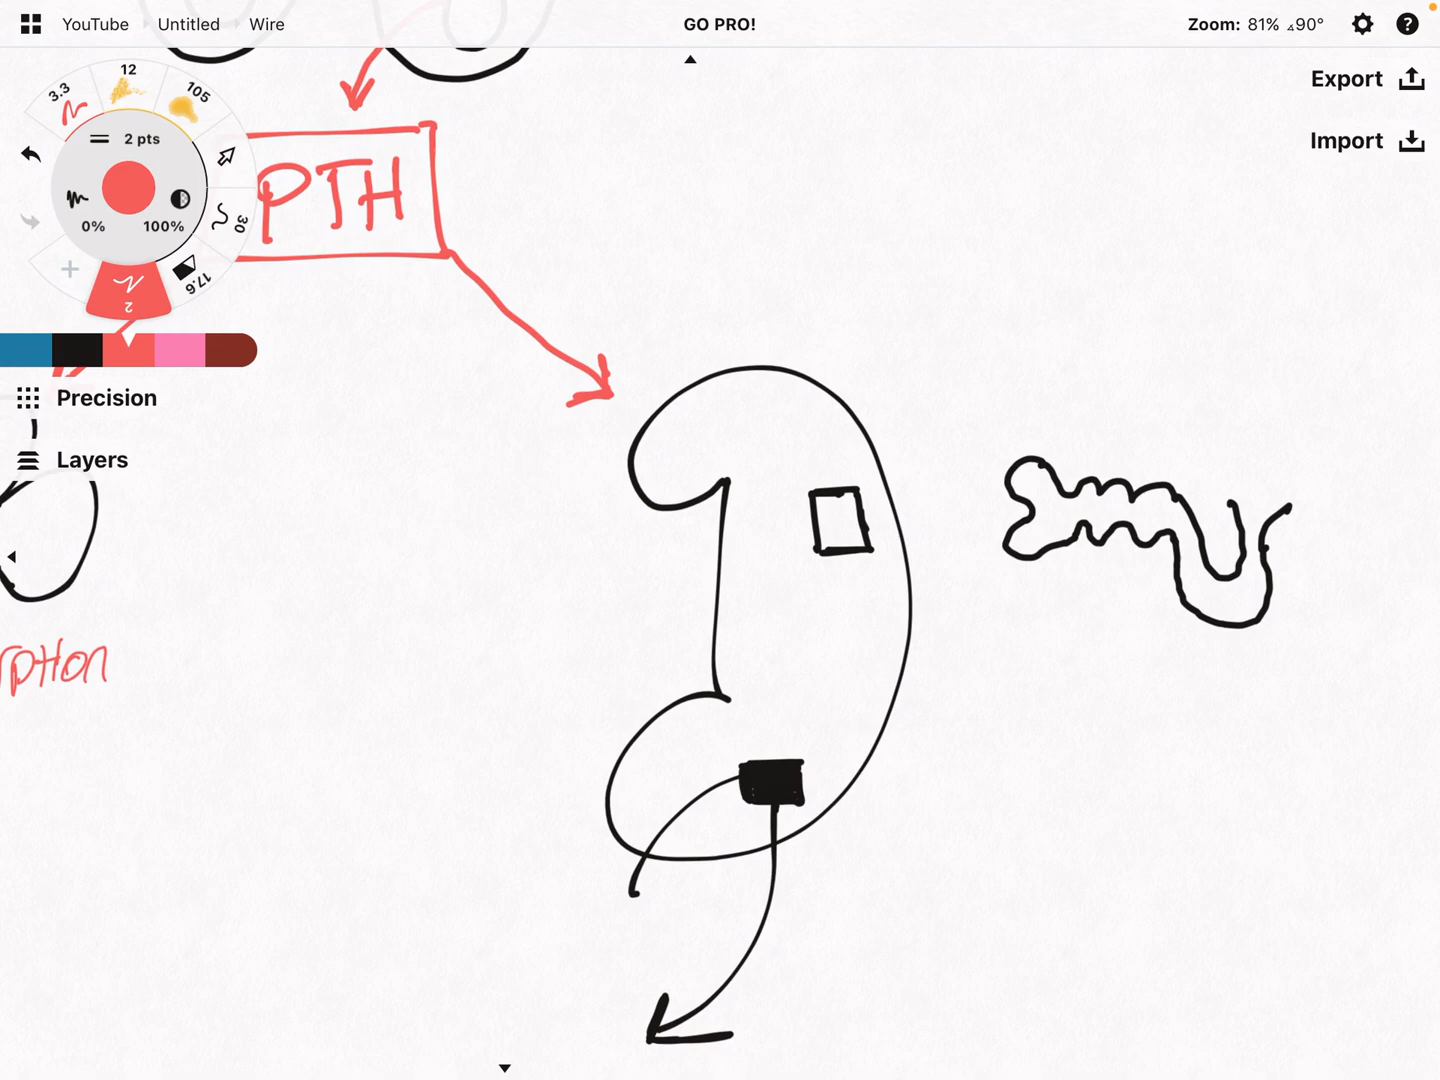 YouTube Untitled Wire GO PRO! Zoom: 81% ⊿90°
Export
Import
3.3 12 105
2 pts
0% 100%
30
17.6
2
PTH
Precision
Layers
rption